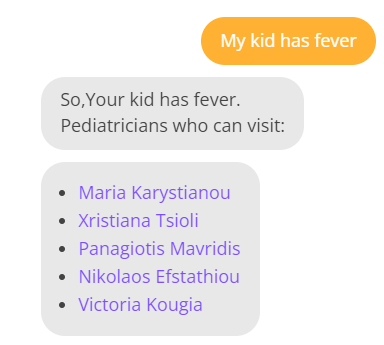 My kid has fever
So,Your kid has fever.
Pediatricians who can visit:
Maria Karystianou
Xristiana Tsioli
Panagiotis Mavridis
Nikolaos Efstathiou
Victoria Kougia